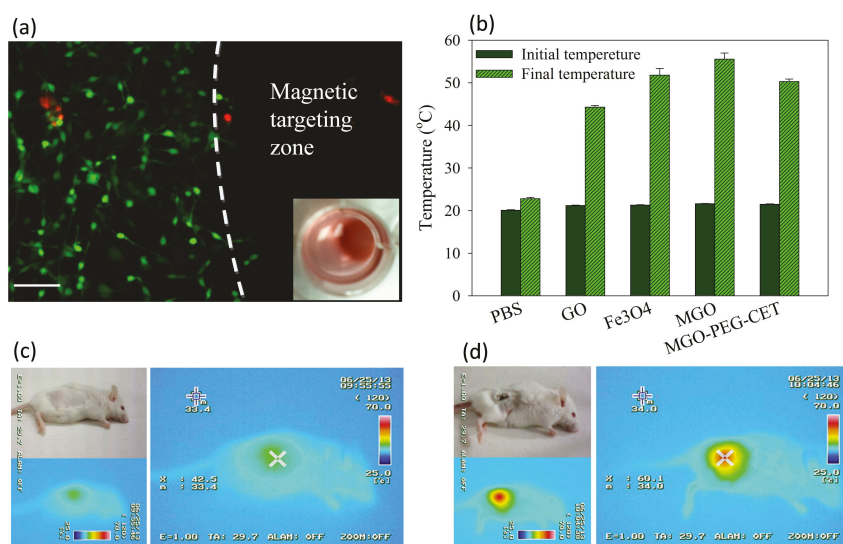 (a)
Magnetic
targeting
zone
(b)
Initial tempereture
Final temperature
Temperature (°C)
60
50
40
30
20
10
0
PBS
GO
Fe3O4
MGO
MGO-PEG-CET
(c)
06/25/13
09:55:55
( 120)
70.0
25.0
[°c]
m
33.4
X : 42.5
m : 33.4
E=1.00 TA: 29.7 ALAM: OFF ZOOM:OFF
(d)
06/25/13
10:04:46
( 120)
70.0
25.0
[°c]
m
34.0
X : 60.1
m : 34.0
E=1.00 TA: 29.7 ALAM: OFF ZOOM:OFF